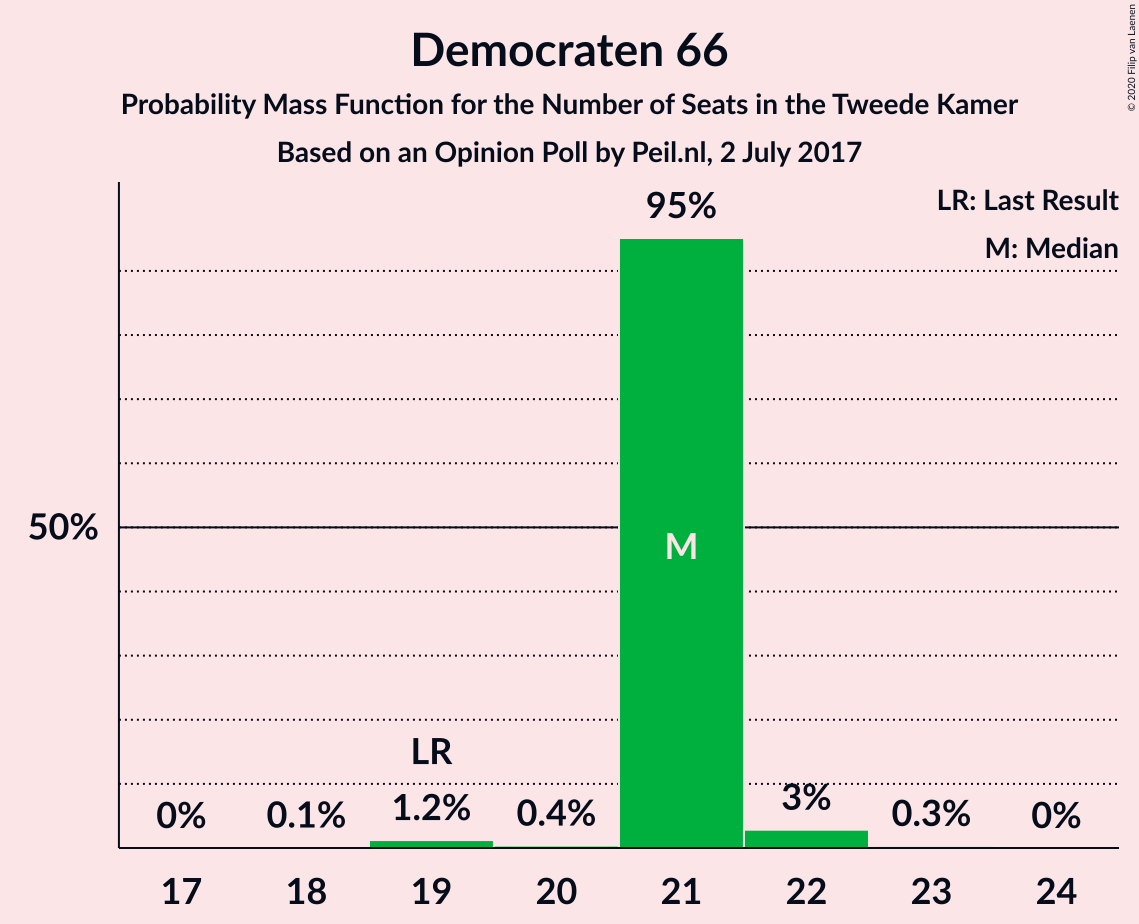 Democraten 66
Probability Mass Function for the Number of Seats in the Tweede Kamer
Based on an Opinion Poll by Peil.nl, 2 July 2017
© 2020 Filip van Laenen
LR: Last Result
M: Median
95%
50%
M
LR
0% 0.1% 1.2% 0.4% 3% 0.3% 0%
17 18 19 20 21 22 23 24